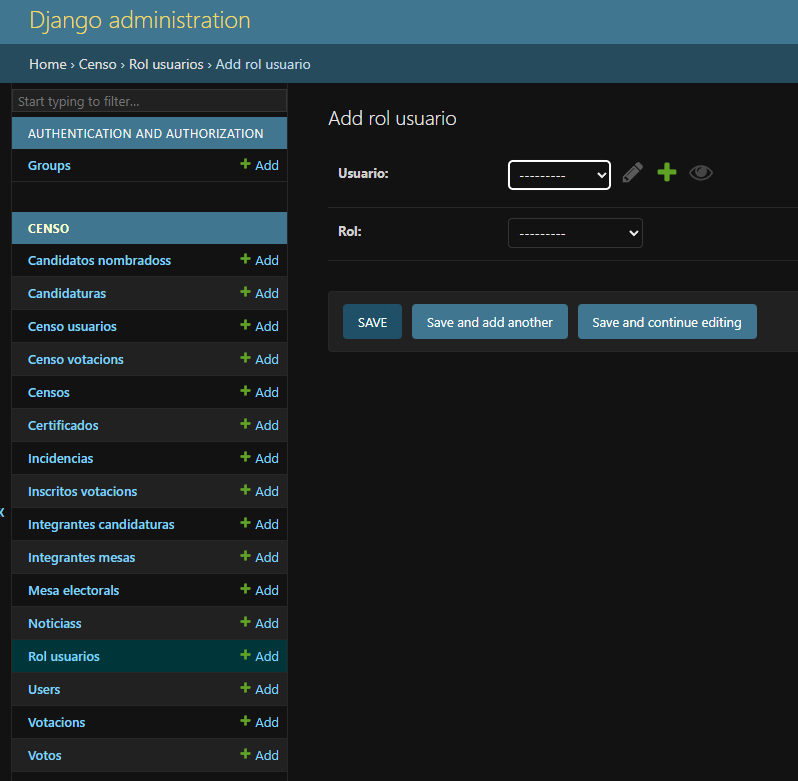 Django administration
Home › Censo › Rol usuarios › Add rol usuario
Start typing to filter...
AUTHENTICATION AND AUTHORIZATION
Groups + Add
CENSO
Candidatos nombradoss + Add
Candidaturas + Add
Censo usuarios + Add
Censo votacions + Add
Censos + Add
Certificados + Add
Incidencias + Add
Inscritos votacions + Add
Integrantes candidaturas + Add
Integrantes mesas + Add
Mesa electorals + Add
Noticiass + Add
Rol usuarios + Add
Users + Add
Votacions + Add
Votos + Add
Add rol usuario
Usuario: ---------
Rol: ---------
SAVE Save and add another Save and continue editing